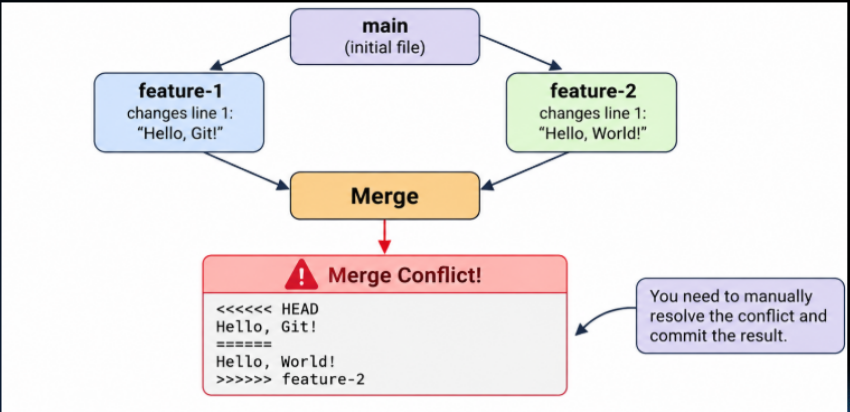 main
(initial file)
feature-1
changes line 1:
“Hello, Git!”
feature-2
changes line 1:
“Hello, World!”
Merge
Merge Conflict!
<<<<<< HEAD
Hello, Git!
======
Hello, World!
>>>>>> feature-2
You need to manually
resolve the conflict and
commit the result.